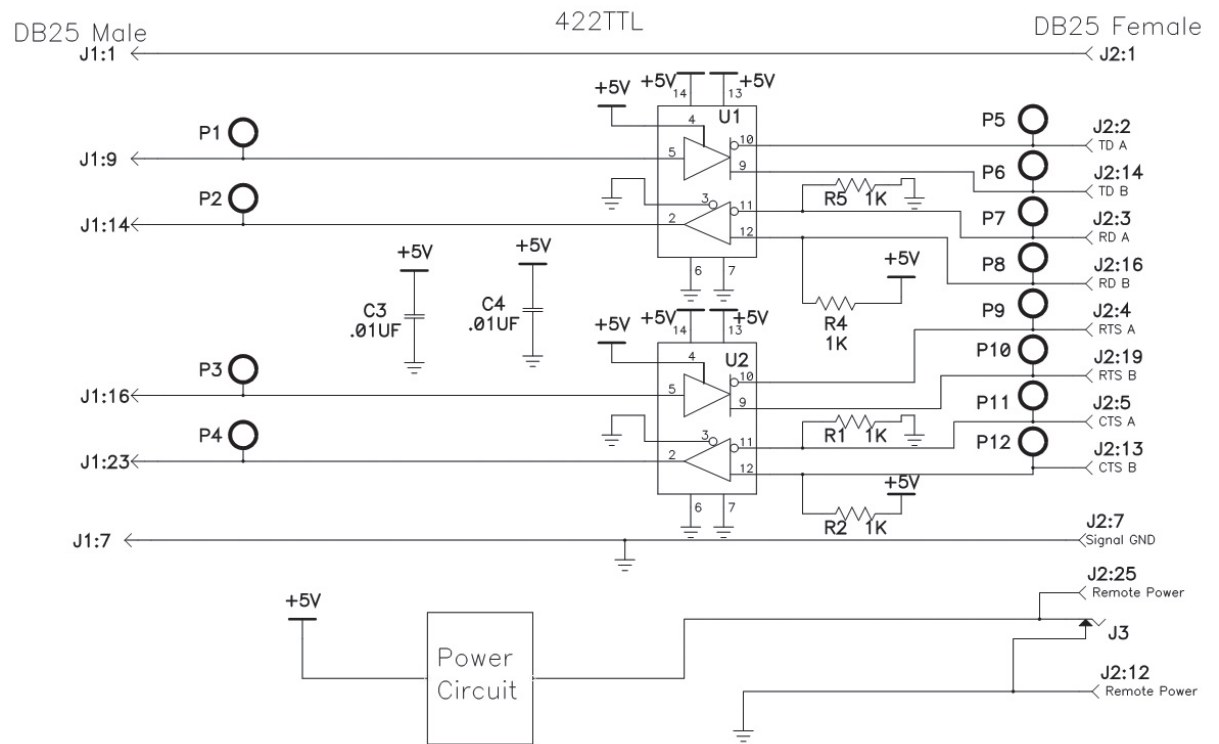 422TTL
DB25 Male
DB25 Female
J1:1
J2:1
+5V
+5V
14
13
+5V
U1
4
P1
P5
J2:2
TD A
10
J1:9
5
9
P6
J2:14
TD B
P2
3
11
R5 1K
P7
J2:3
RD A
J1:14
2
12
P8
J2:16
RD B
+5V
+5V
6
7
+5V
C3
.01UF
C4
.01UF
R4
1K
P9
J2:4
RTS A
+5V
+5V
14
13
+5V
U2
4
P3
P10
J2:19
RTS B
10
J1:16
5
9
P11
J2:5
CTS A
P4
3
11
R1 1K
P12
J2:13
CTS B
J1:23
2
12
6
7
+5V
R2 1K
J1:7
J2:7
Signal GND
J2:25
Remote Power
+5V
J3
Power
Circuit
J2:12
Remote Power